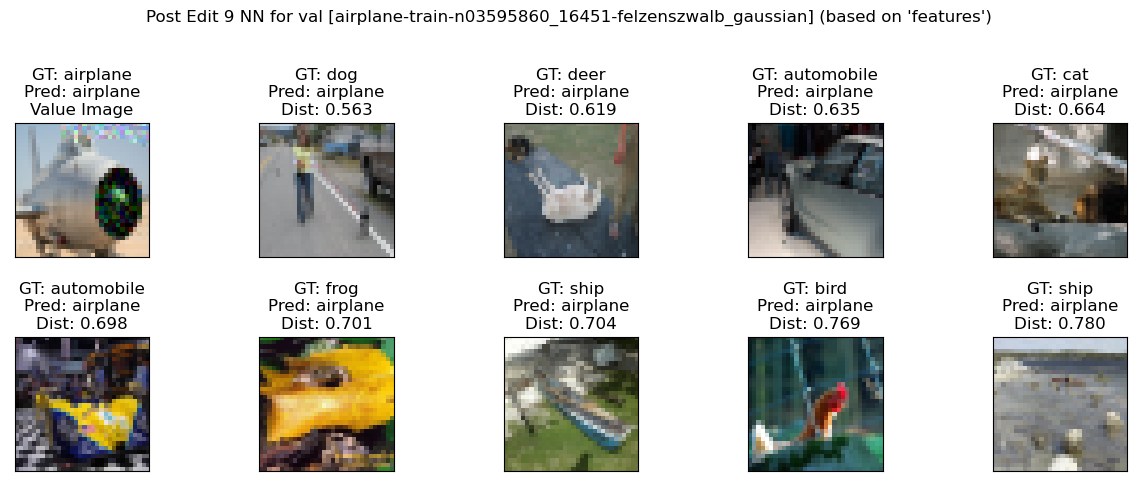 Post Edit 9 NN for val [airplane-train-n03595860_16451-felzenszwalb_gaussian] (based on 'features')
GT: airplane
Pred: airplane
Value Image
GT: dog
Pred: airplane
Dist: 0.563
GT: deer
Pred: airplane
Dist: 0.619
GT: automobile
Pred: airplane
Dist: 0.635
GT: cat
Pred: airplane
Dist: 0.664
GT: automobile
Pred: airplane
Dist: 0.698
GT: frog
Pred: airplane
Dist: 0.701
GT: ship
Pred: airplane
Dist: 0.704
GT: bird
Pred: airplane
Dist: 0.769
GT: ship
Pred: airplane
Dist: 0.780